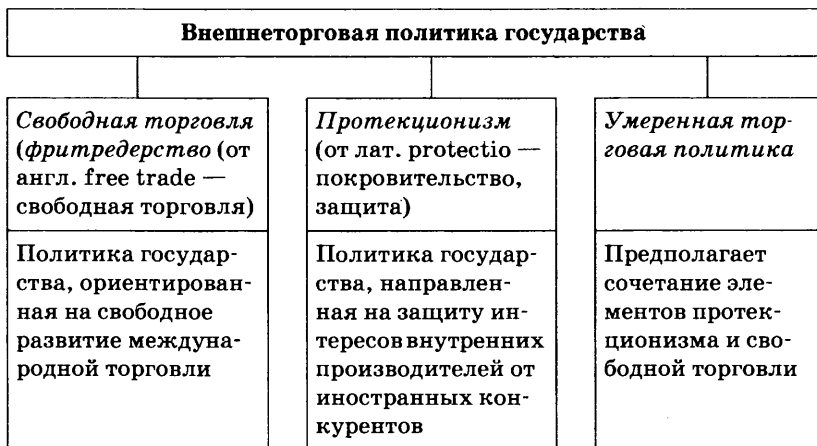 Внешнеторговая политика государства
Свободная торговля
(фритредерство (от
англ. free trade —
свободная торговля)
Политика государ-
ства, ориентирован-
ная на свободное
развитие междуна-
родной торговли
Протекционизм
(от лат. protectio —
покровительство,
защита)
Политика государ-
ства, направлен-
ная на защиту ин-
тересов внутренних
производителей от
иностранных кон-
курентов
Умеренная тор-
говая политика
Предполагает
сочетание эле-
ментов протек-
ционизма и сво-
бодной торговли